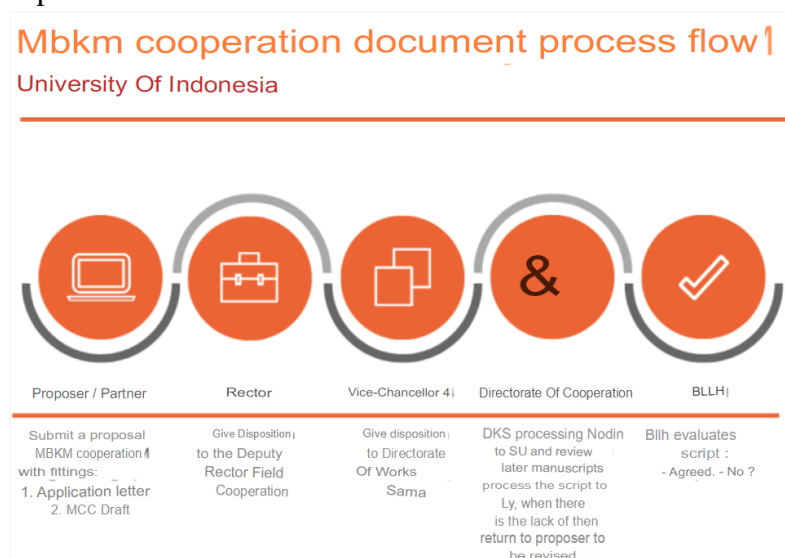 Mbkm cooperation document process flow
University Of Indonesia
&
Proposer / Partner
Submit a proposal
MBKM cooperation
with fittings:
1. Application letter
2. MCC Draft
Rector
Give Disposition
to the Deputy
Rector Field
Cooperation
Vice-Chancellor 4
Give disposition
to Directorate
Of Works
Sama
Directorate Of Cooperation
DKS processing Nodin
to SU and review
later manuscripts
process the script to
Ly, when there
is the lack of then
return to proposer to
be revised
BLLH
Bllh evaluates
script :
- Agreed. - No ?